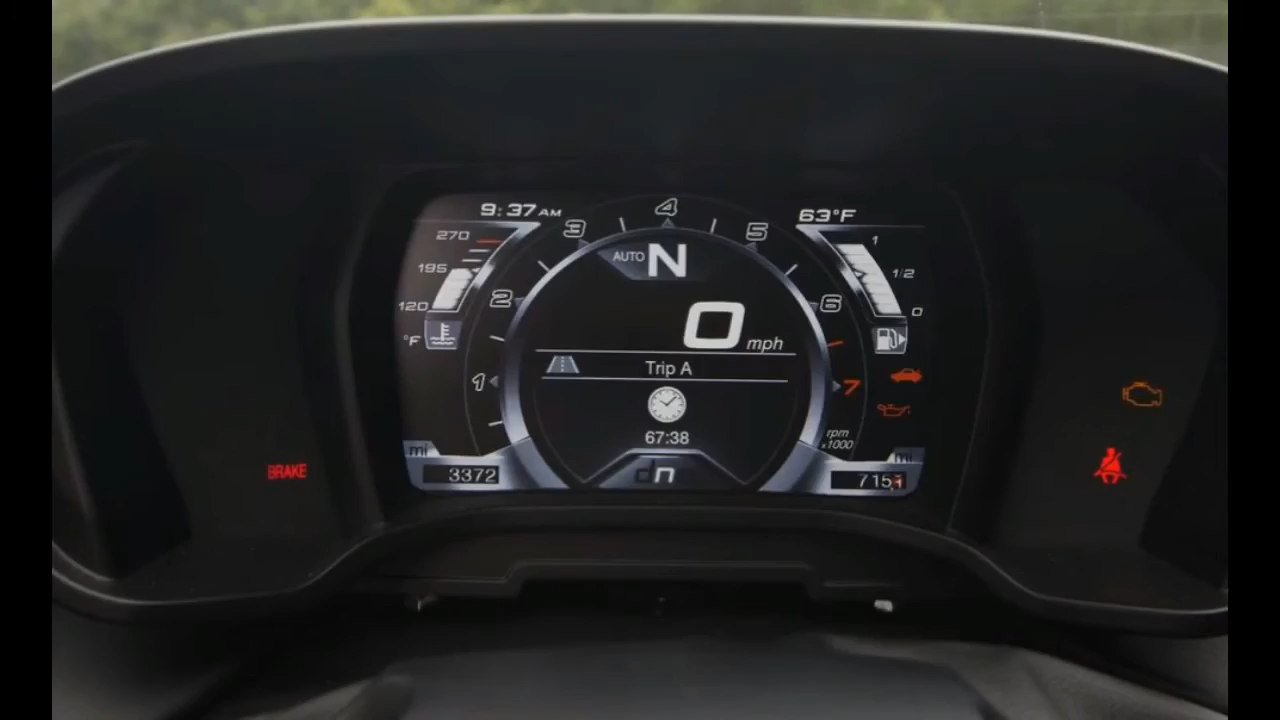 9:37 AM
63°F
270
195
120
°F
1
1/2
0
1
2
3
4
5
6
7
AUTO N
0 mph
Trip A
67:38
rpm
x1000
dn
mi
3372
mi
BRAKE